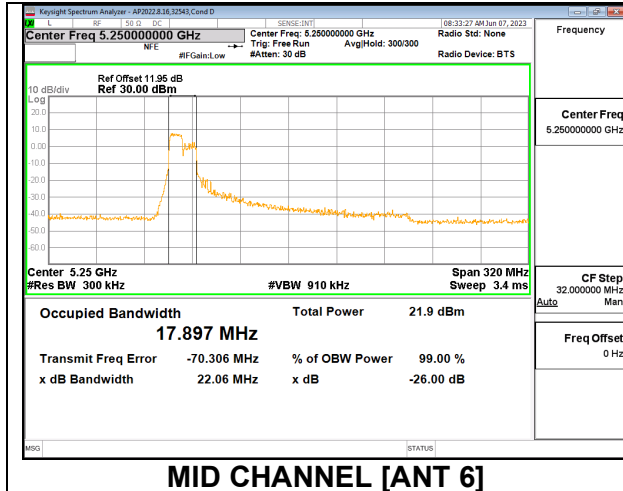 Keysight Spectrum Analyzer - AP2022.8.16,32543,Cond D
L RF 50 Ω DC SENSE:INT 08:33:27 AM Jun 07, 2023
Center Freq 5.250000000 GHz Center Freq: 5.250000000 GHz Radio Std: None
NFE Trig: Free Run Avg|Hold: 300/300
#IFGain:Low #Atten: 30 dB Radio Device: BTS
Frequency
Ref Offset 11.95 dB
10 dB/div Ref 30.00 dBm
Log
20.0
10.0
0.00
-10.0
-20.0
-30.0
-40.0
-50.0
-60.0
Center Freq
5.250000000 GHz
Center 5.25 GHz Span 320 MHz
#Res BW 300 kHz #VBW 910 kHz Sweep 3.4 ms
CF Step
32.000000 MHz
Auto Man
Occupied Bandwidth Total Power 21.9 dBm
17.897 MHz
Transmit Freq Error -70.306 MHz % of OBW Power 99.00 %
x dB Bandwidth 22.06 MHz x dB -26.00 dB
Freq Offset
0 Hz
MSG STATUS
MID CHANNEL [ANT 6]